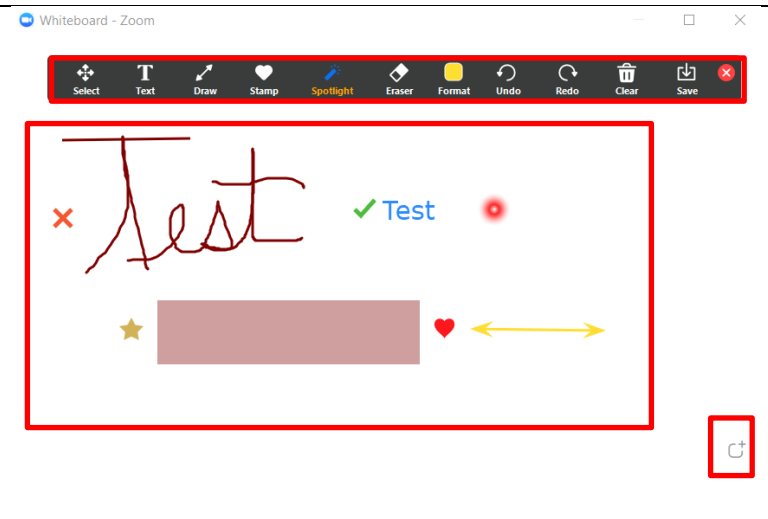 Whiteboard - Zoom
Select Text Draw Stamp Spotlight Eraser Format Undo Redo Clear Save
Test
Test